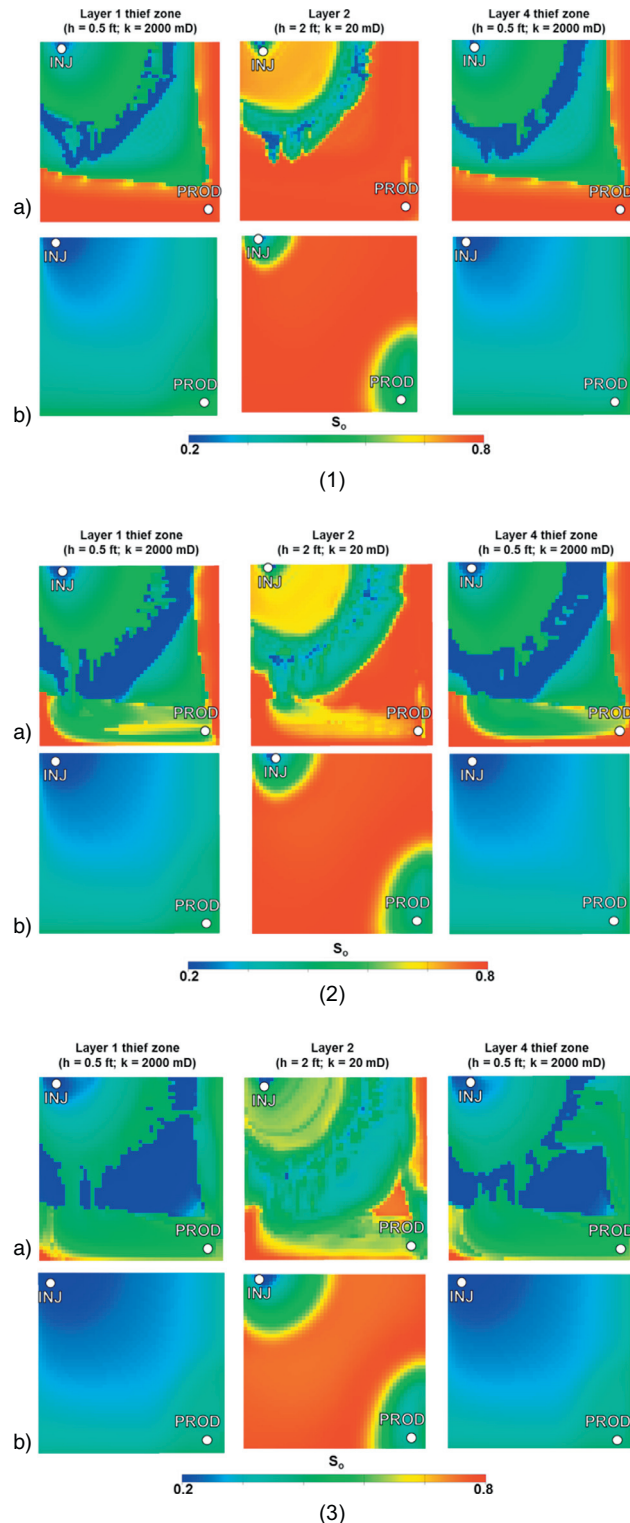 Layer 1 thief zone
(h = 0.5 ft; k = 2000 mD)
Layer 2
(h = 2 ft; k = 20 mD)
Layer 4 thief zone
(h = 0.5 ft; k = 2000 mD)
INJ
INJ
INJ
PROD
PROD
PROD
a)
INJ
INJ
INJ
PROD
PROD
PROD
b)
So
0.2
0.8
(1)
Layer 1 thief zone
(h = 0.5 ft; k = 2000 mD)
Layer 2
(h = 2 ft; k = 20 mD)
Layer 4 thief zone
(h = 0.5 ft; k = 2000 mD)
INJ
INJ
INJ
PROD
PROD
PROD
a)
INJ
INJ
INJ
PROD
PROD
PROD
b)
So
0.2
0.8
(2)
Layer 1 thief zone
(h = 0.5 ft; k = 2000 mD)
Layer 2
(h = 2 ft; k = 20 mD)
Layer 4 thief zone
(h = 0.5 ft; k = 2000 mD)
INJ
INJ
INJ
PROD
PROD
PROD
a)
INJ
INJ
INJ
PROD
PROD
PROD
b)
So
0.2
0.8
(3)